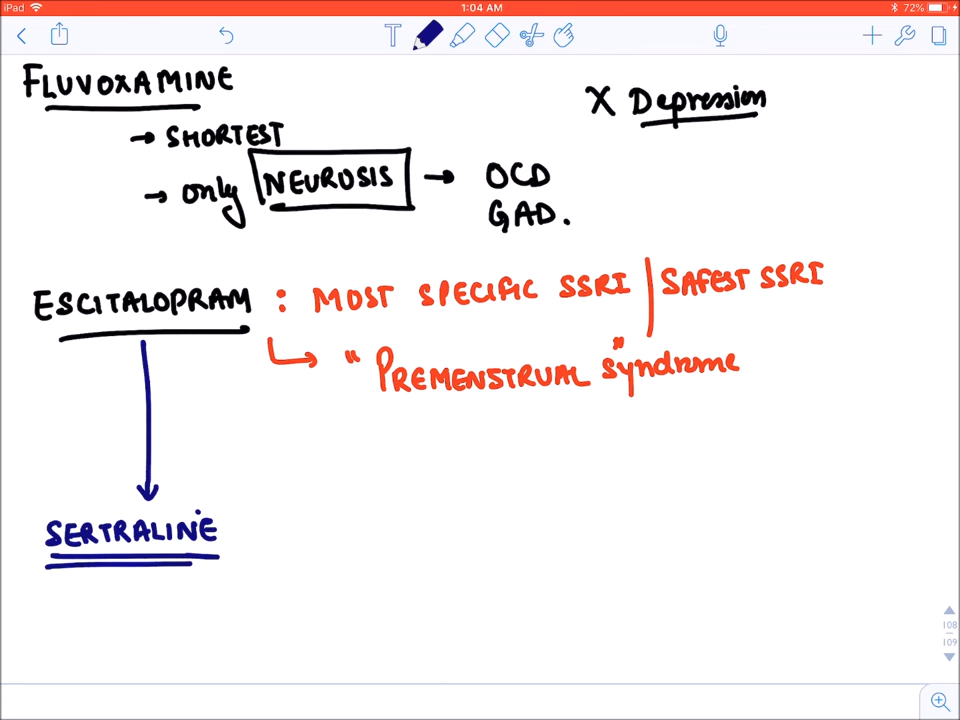 iPad 1:04 AM 72%
T
FLUVOXAMINE
X Depression
→ SHORTEST
→ only NEUROSIS → OCD
GAD.
ESCITALOPRAM : MOST SPECIFIC SSRI | SAFEST SSRI
" PREMENSTRUAL syndrome "
SERTRALINE
108
109